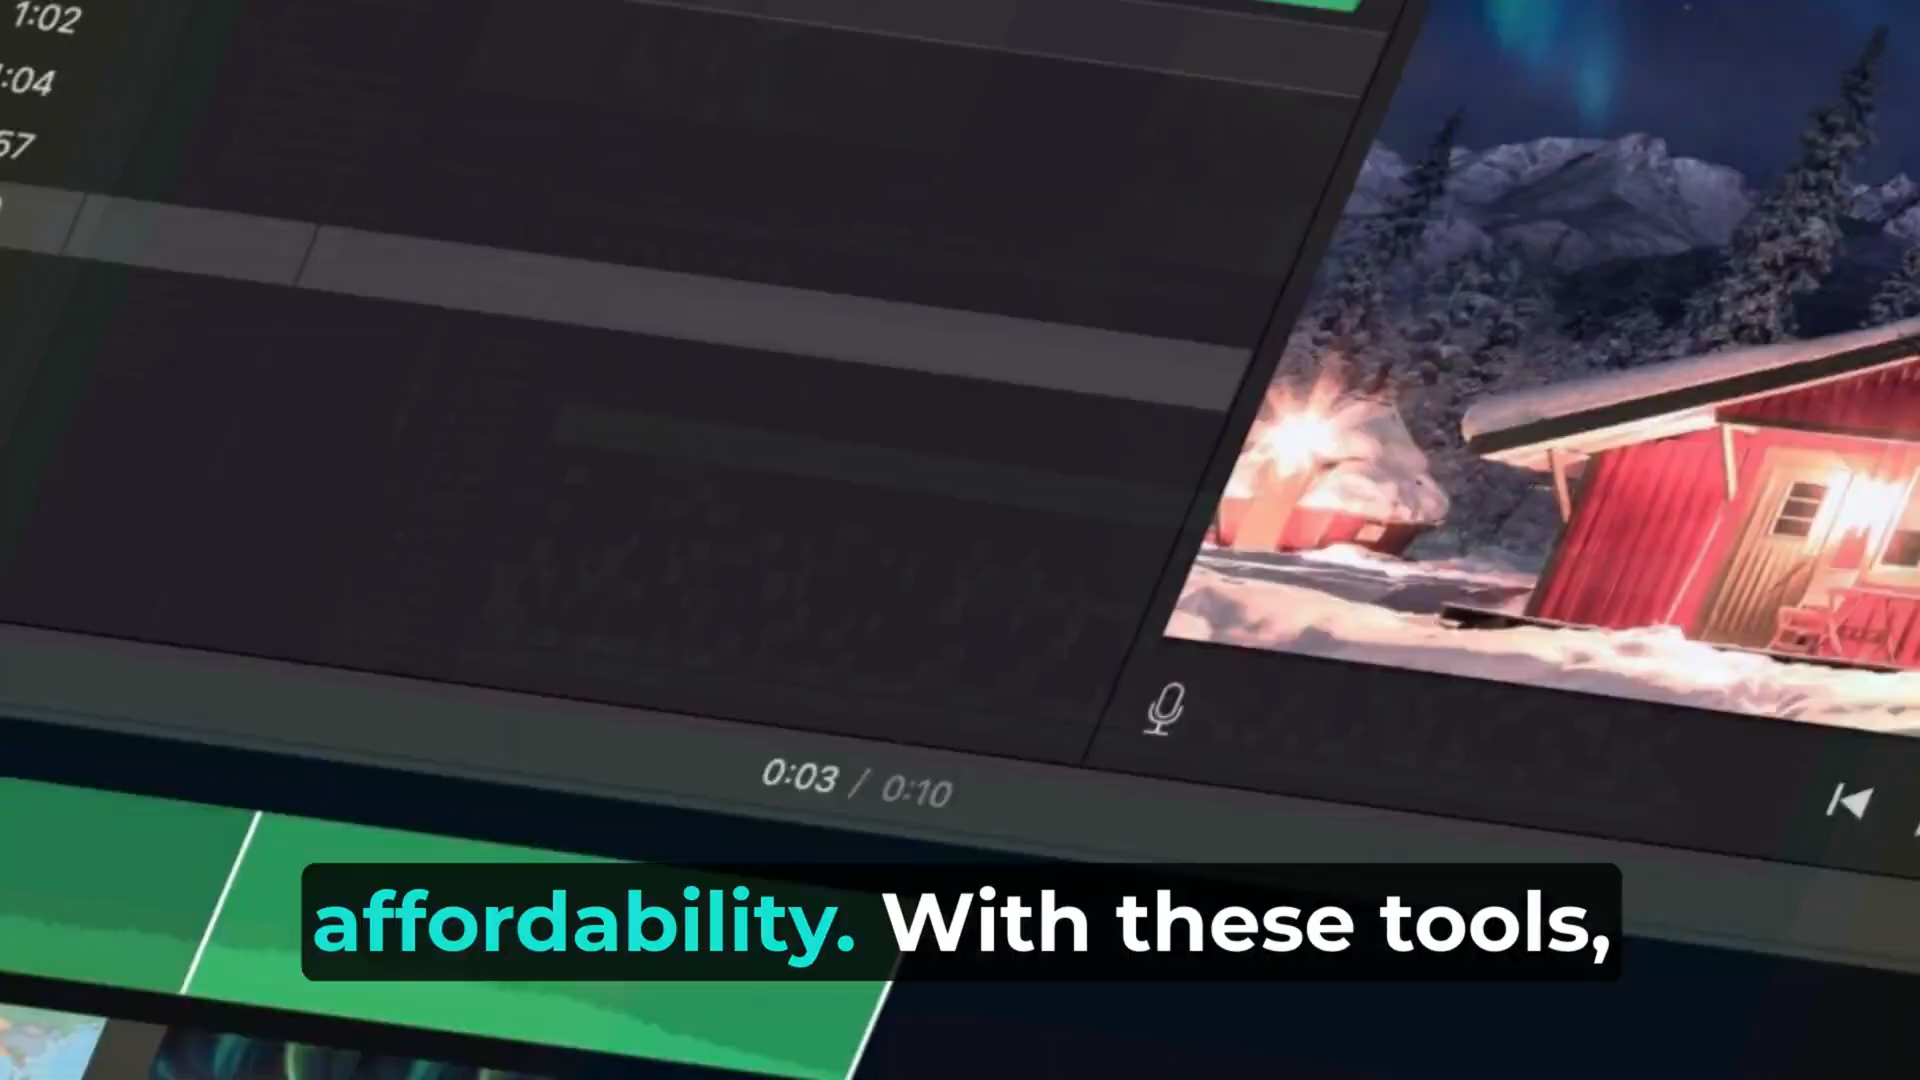 1:02
:04
57
0:03 / 0:10
affordability. With these tools,